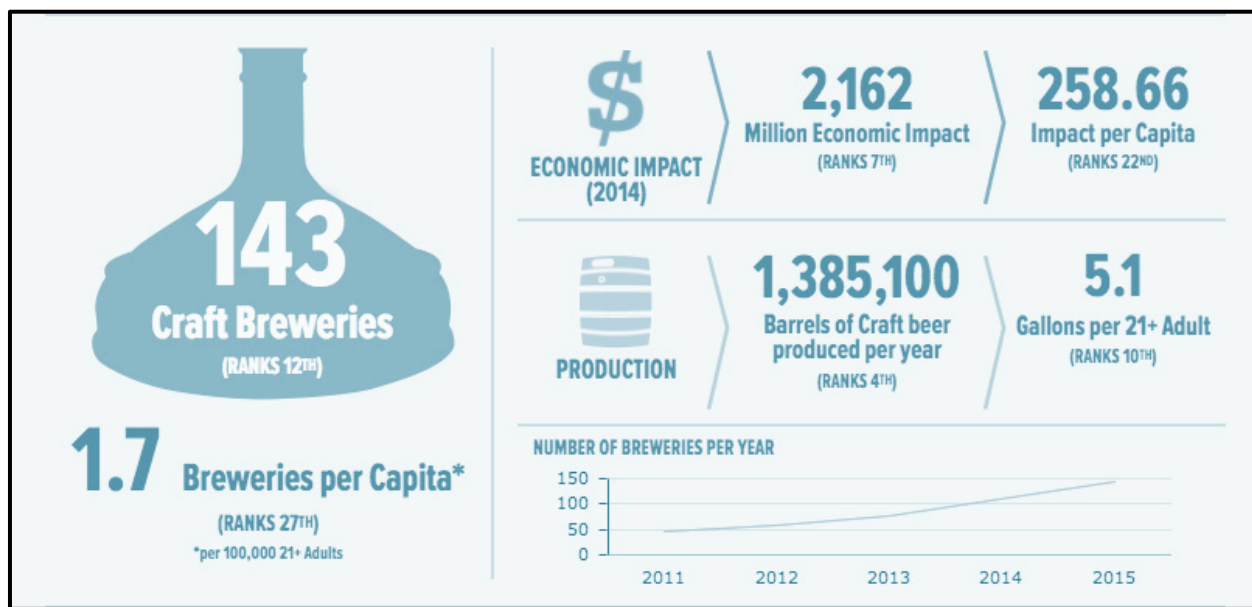 143
Craft Breweries
(RANKS 12TH)
1.7 Breweries per Capita*
(RANKS 27TH)
*per 100,000 21+ Adults
$
ECONOMIC IMPACT
(2014)
2,162
Million Economic Impact
(RANKS 7TH)
258.66
Impact per Capita
(RANKS 22ND)
PRODUCTION
1,385,100
Barrels of Craft beer
produced per year
(RANKS 4TH)
5.1
Gallons per 21+ Adult
(RANKS 10TH)
NUMBER OF BREWERIES PER YEAR
150
100
50
0
2011 2012 2013 2014 2015